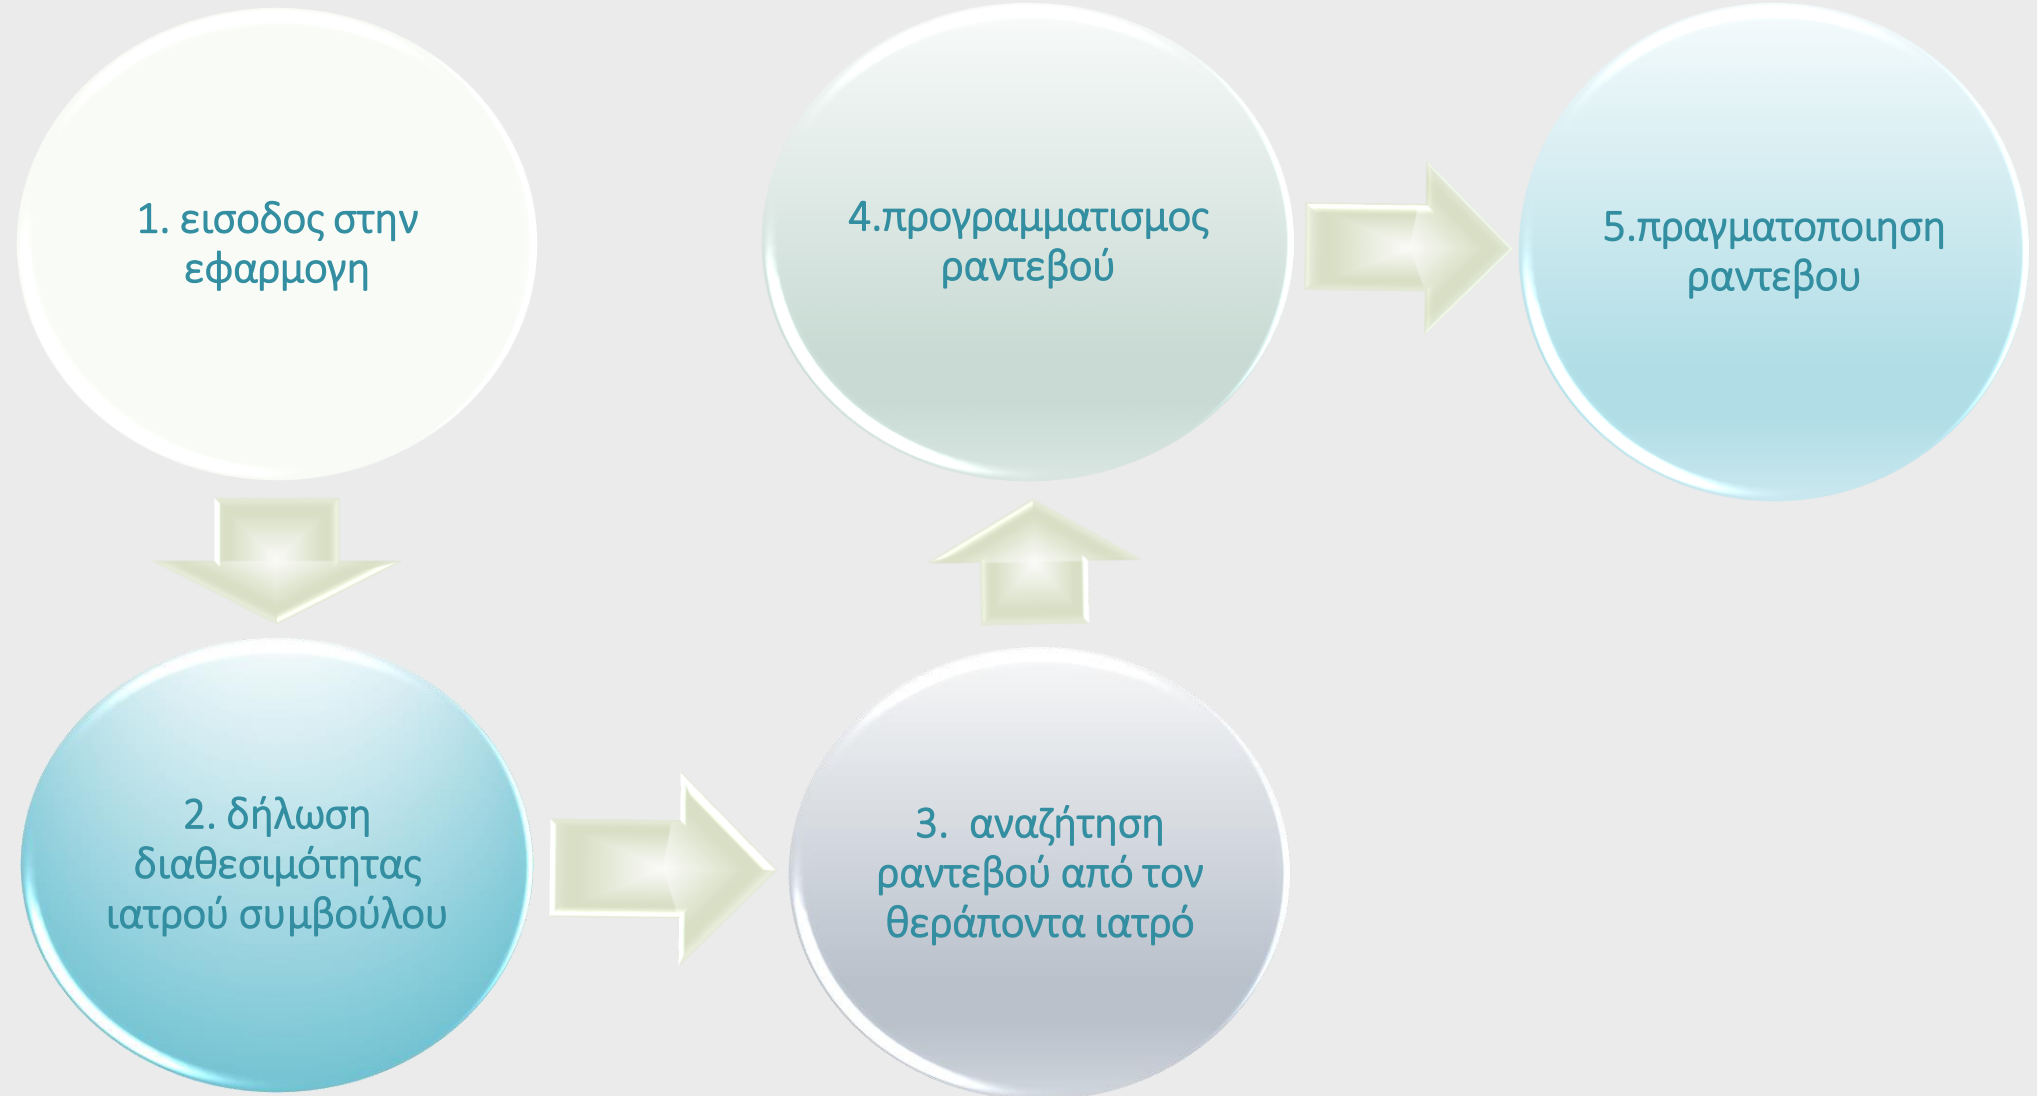 1. εισοδος στην
εφαρμογη
2. δήλωση
διαθεσιμότητας
ιατρού συμβούλου
3.  αναζήτηση
ραντεβού από τον
θεράποντα ιατρό
4.προγραμματισμος
ραντεβού
5.πραγματοποιηση
ραντεβου